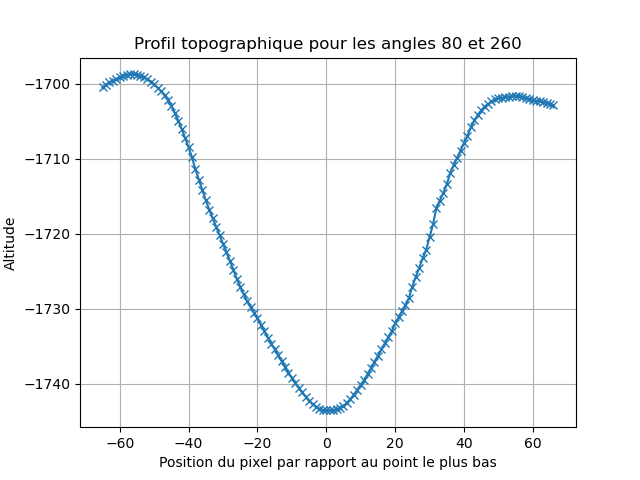 Profil topographique pour les angles 80 et 260
Altitude
−1700
−1710
−1720
−1730
−1740
−60 −40 −20 0 20 40 60
Position du pixel par rapport au point le plus bas